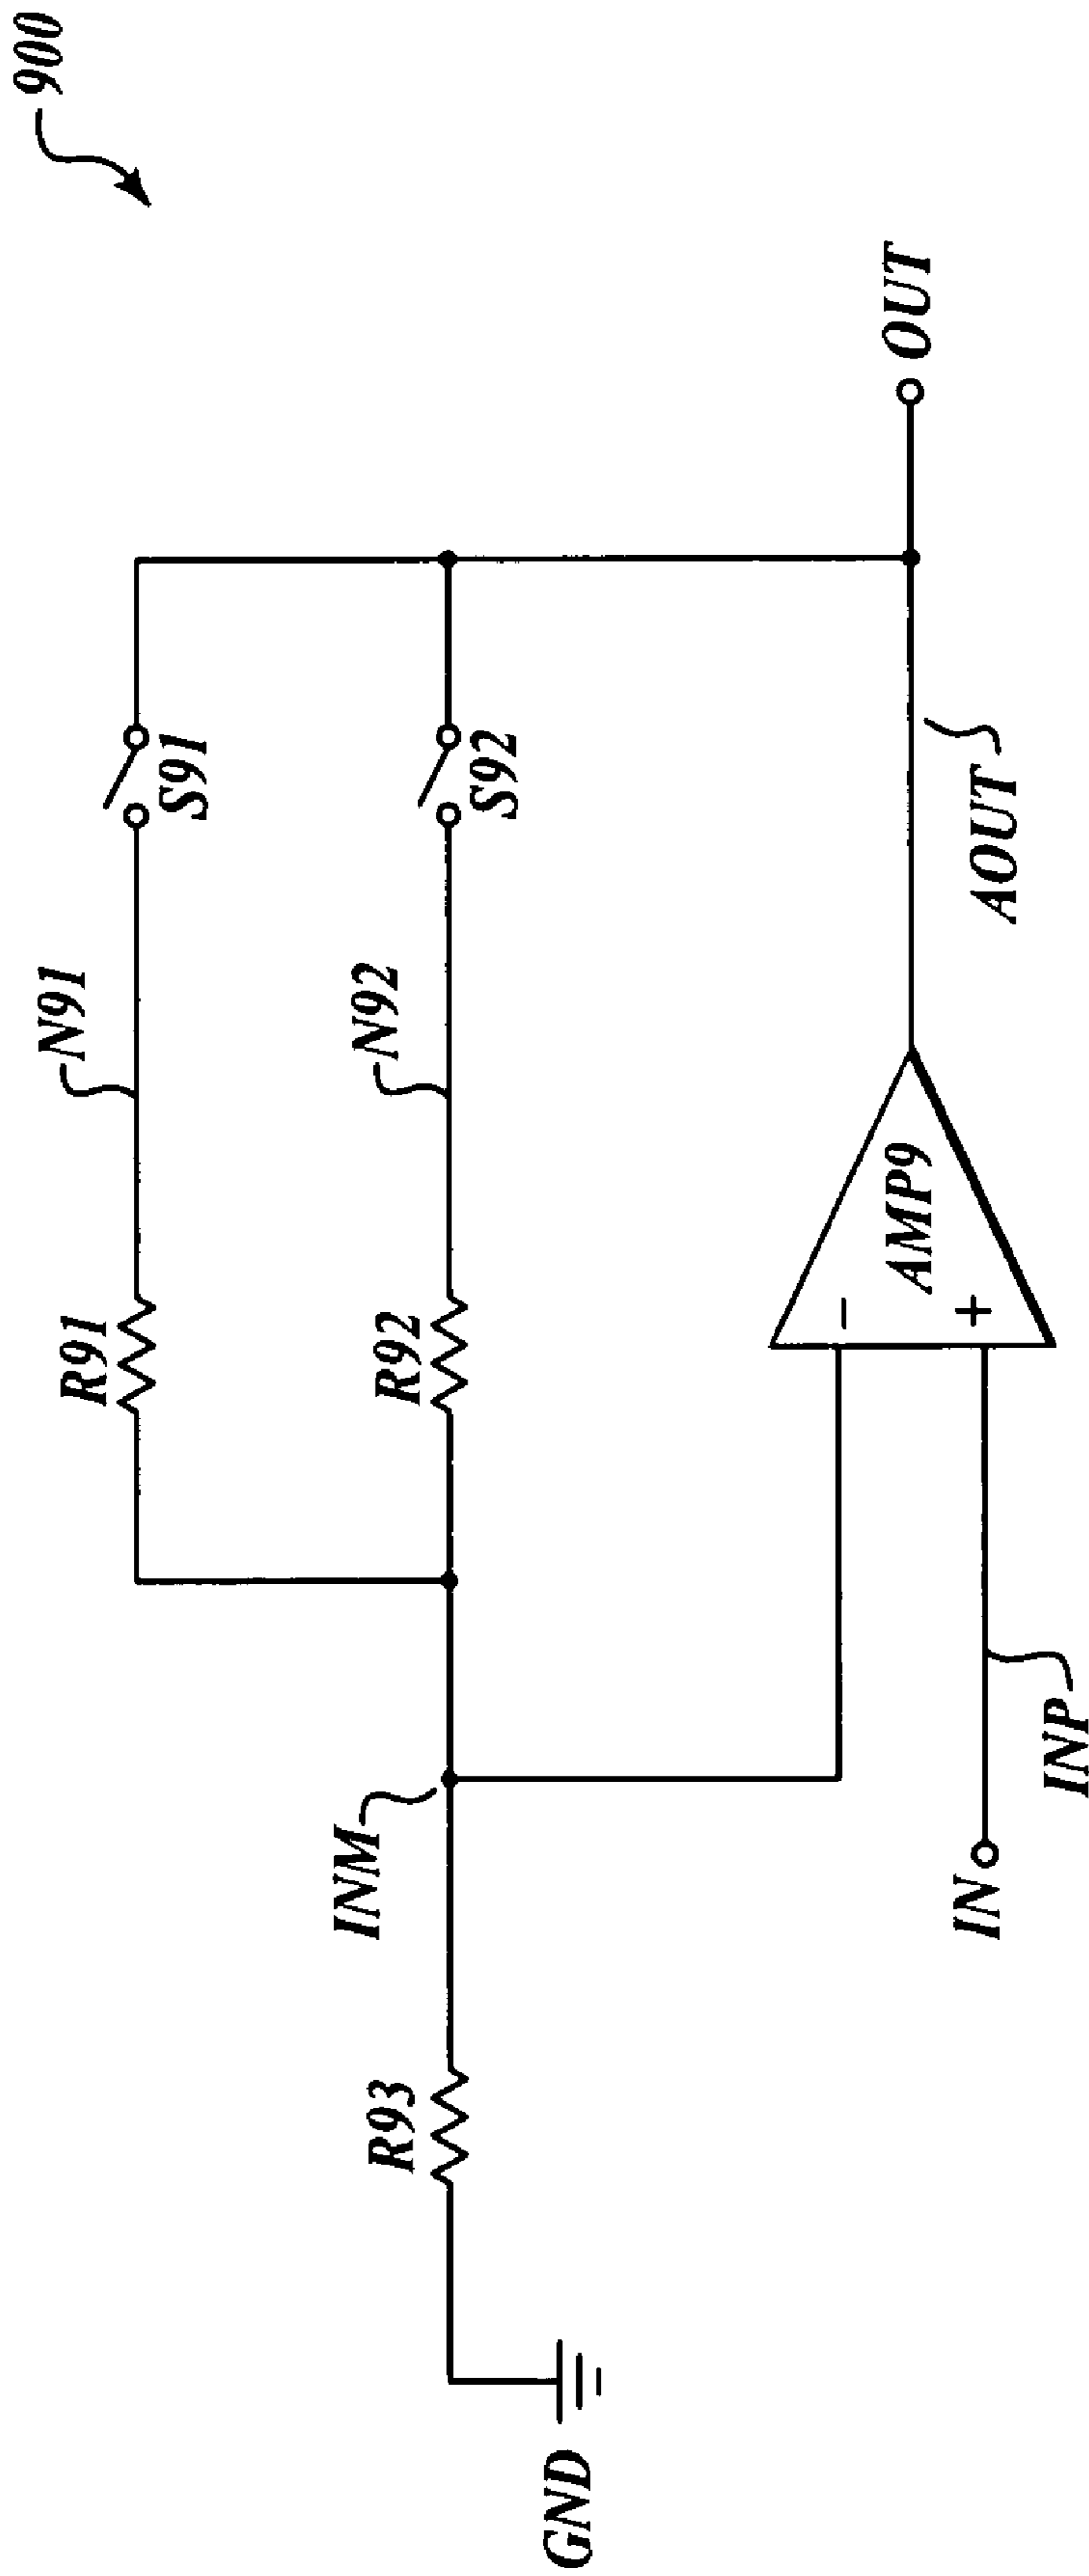 900
N91
R91
S91
N92
R92
S92
INM
R93
GND
OUT
AMP9
-
+
AOUT
IN
INP